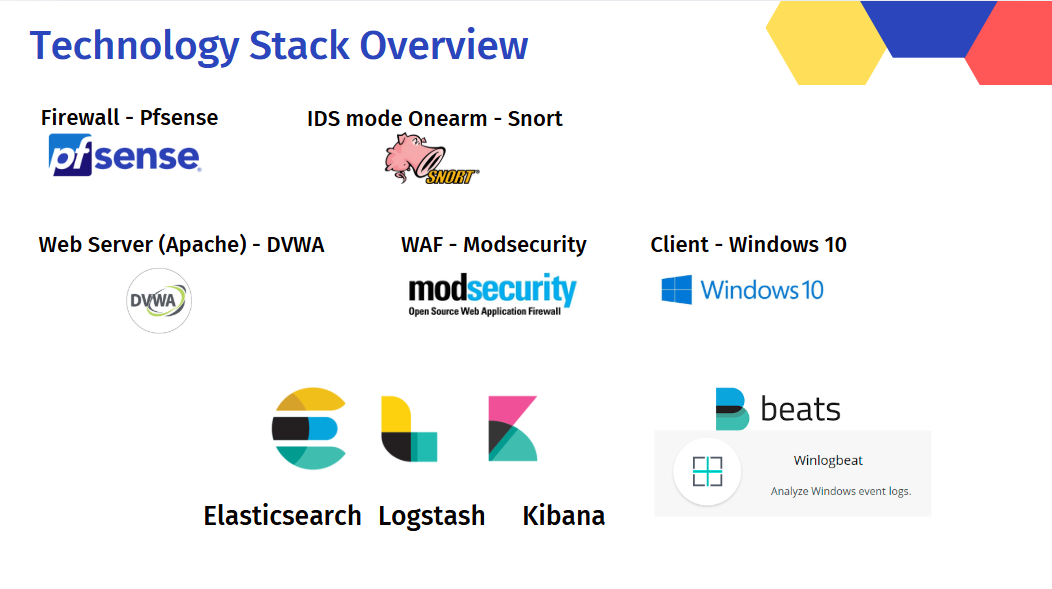 Technology Stack Overview
Firewall - Pfsense
IDS mode Onearm - Snort
pfsense
SNORT
Web Server (Apache) - DVWA
WAF - Modsecurity
Client - Windows 10
DVWA
modsecurity
Open Source Web Application Firewall
Windows 10
beats
Winlogbeat
Analyze Windows event logs.
Elasticsearch
Logstash
Kibana